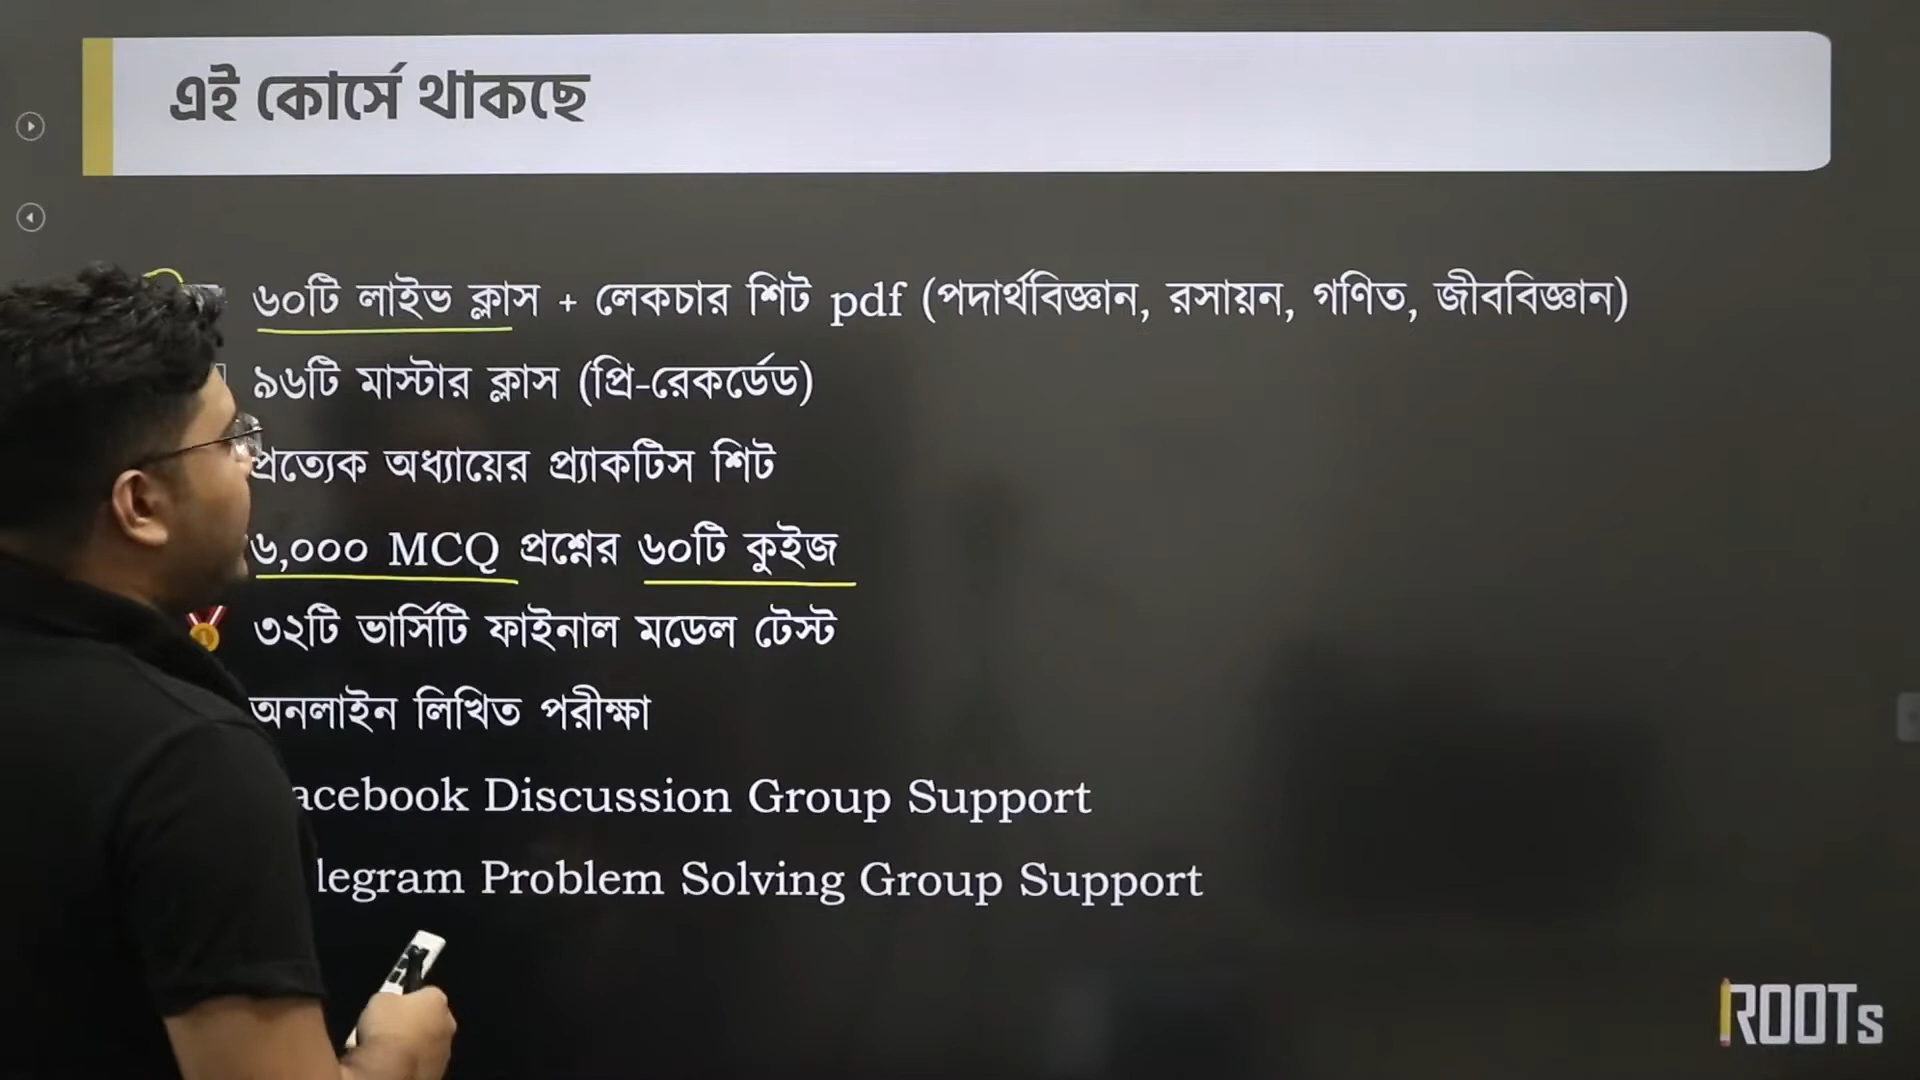 এই কোর্সে থাকছে
৬০টি লাইভ ক্লাস + লেকচার শিট pdf (পদার্থবিজ্ঞান, রসায়ন, গণিত, জীববিজ্ঞান)
৯৬টি মাস্টার ক্লাস (প্রি-রেকর্ডেড)
প্রত্যেক অধ্যায়ের প্র্যাকটিস শিট
৬,০০০ MCQ প্রশ্নের ৬০টি কুইজ
৩২টি ভার্সিটি ফাইনাল মডেল টেস্ট
অনলাইন লিখিত পরীক্ষা
acebook Discussion Group Support
legram Problem Solving Group Support
ROOTs